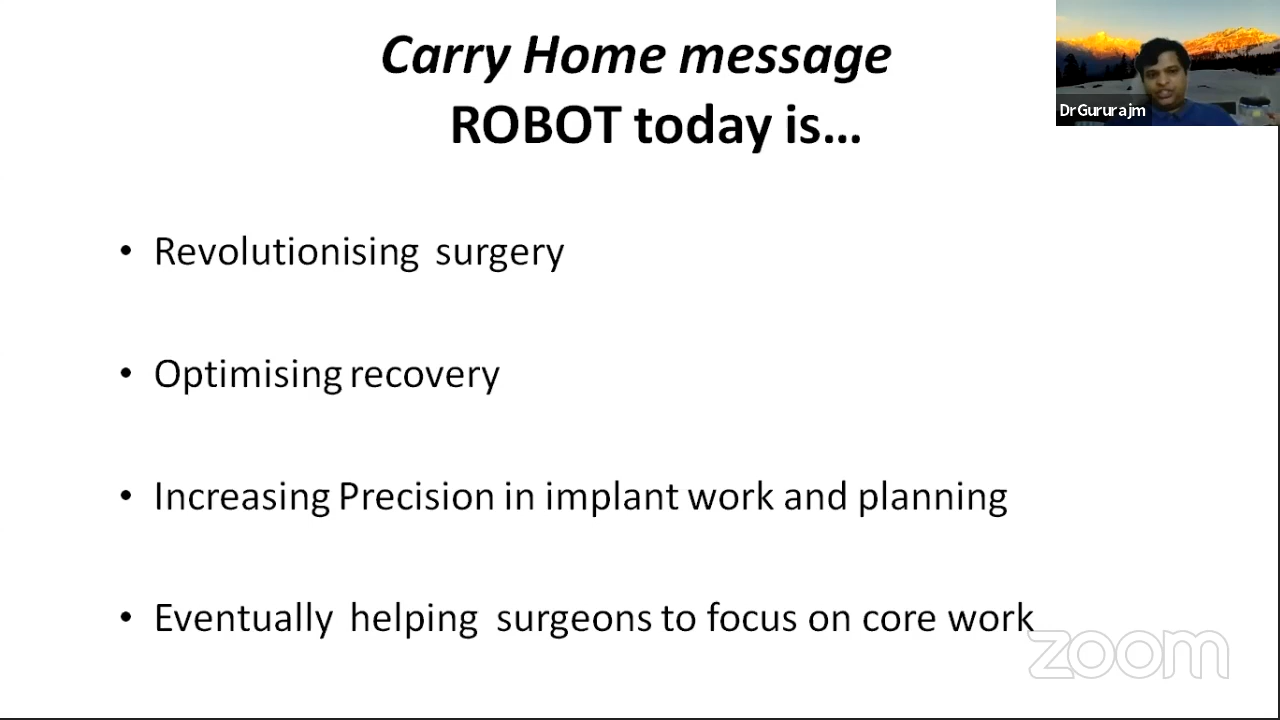 Carry Home message
ROBOT today is...
DrGururajm
• Revolutionising surgery
• Optimising recovery
• Increasing Precision in implant work and planning
• Eventually helping surgeons to focus on core work
zoom